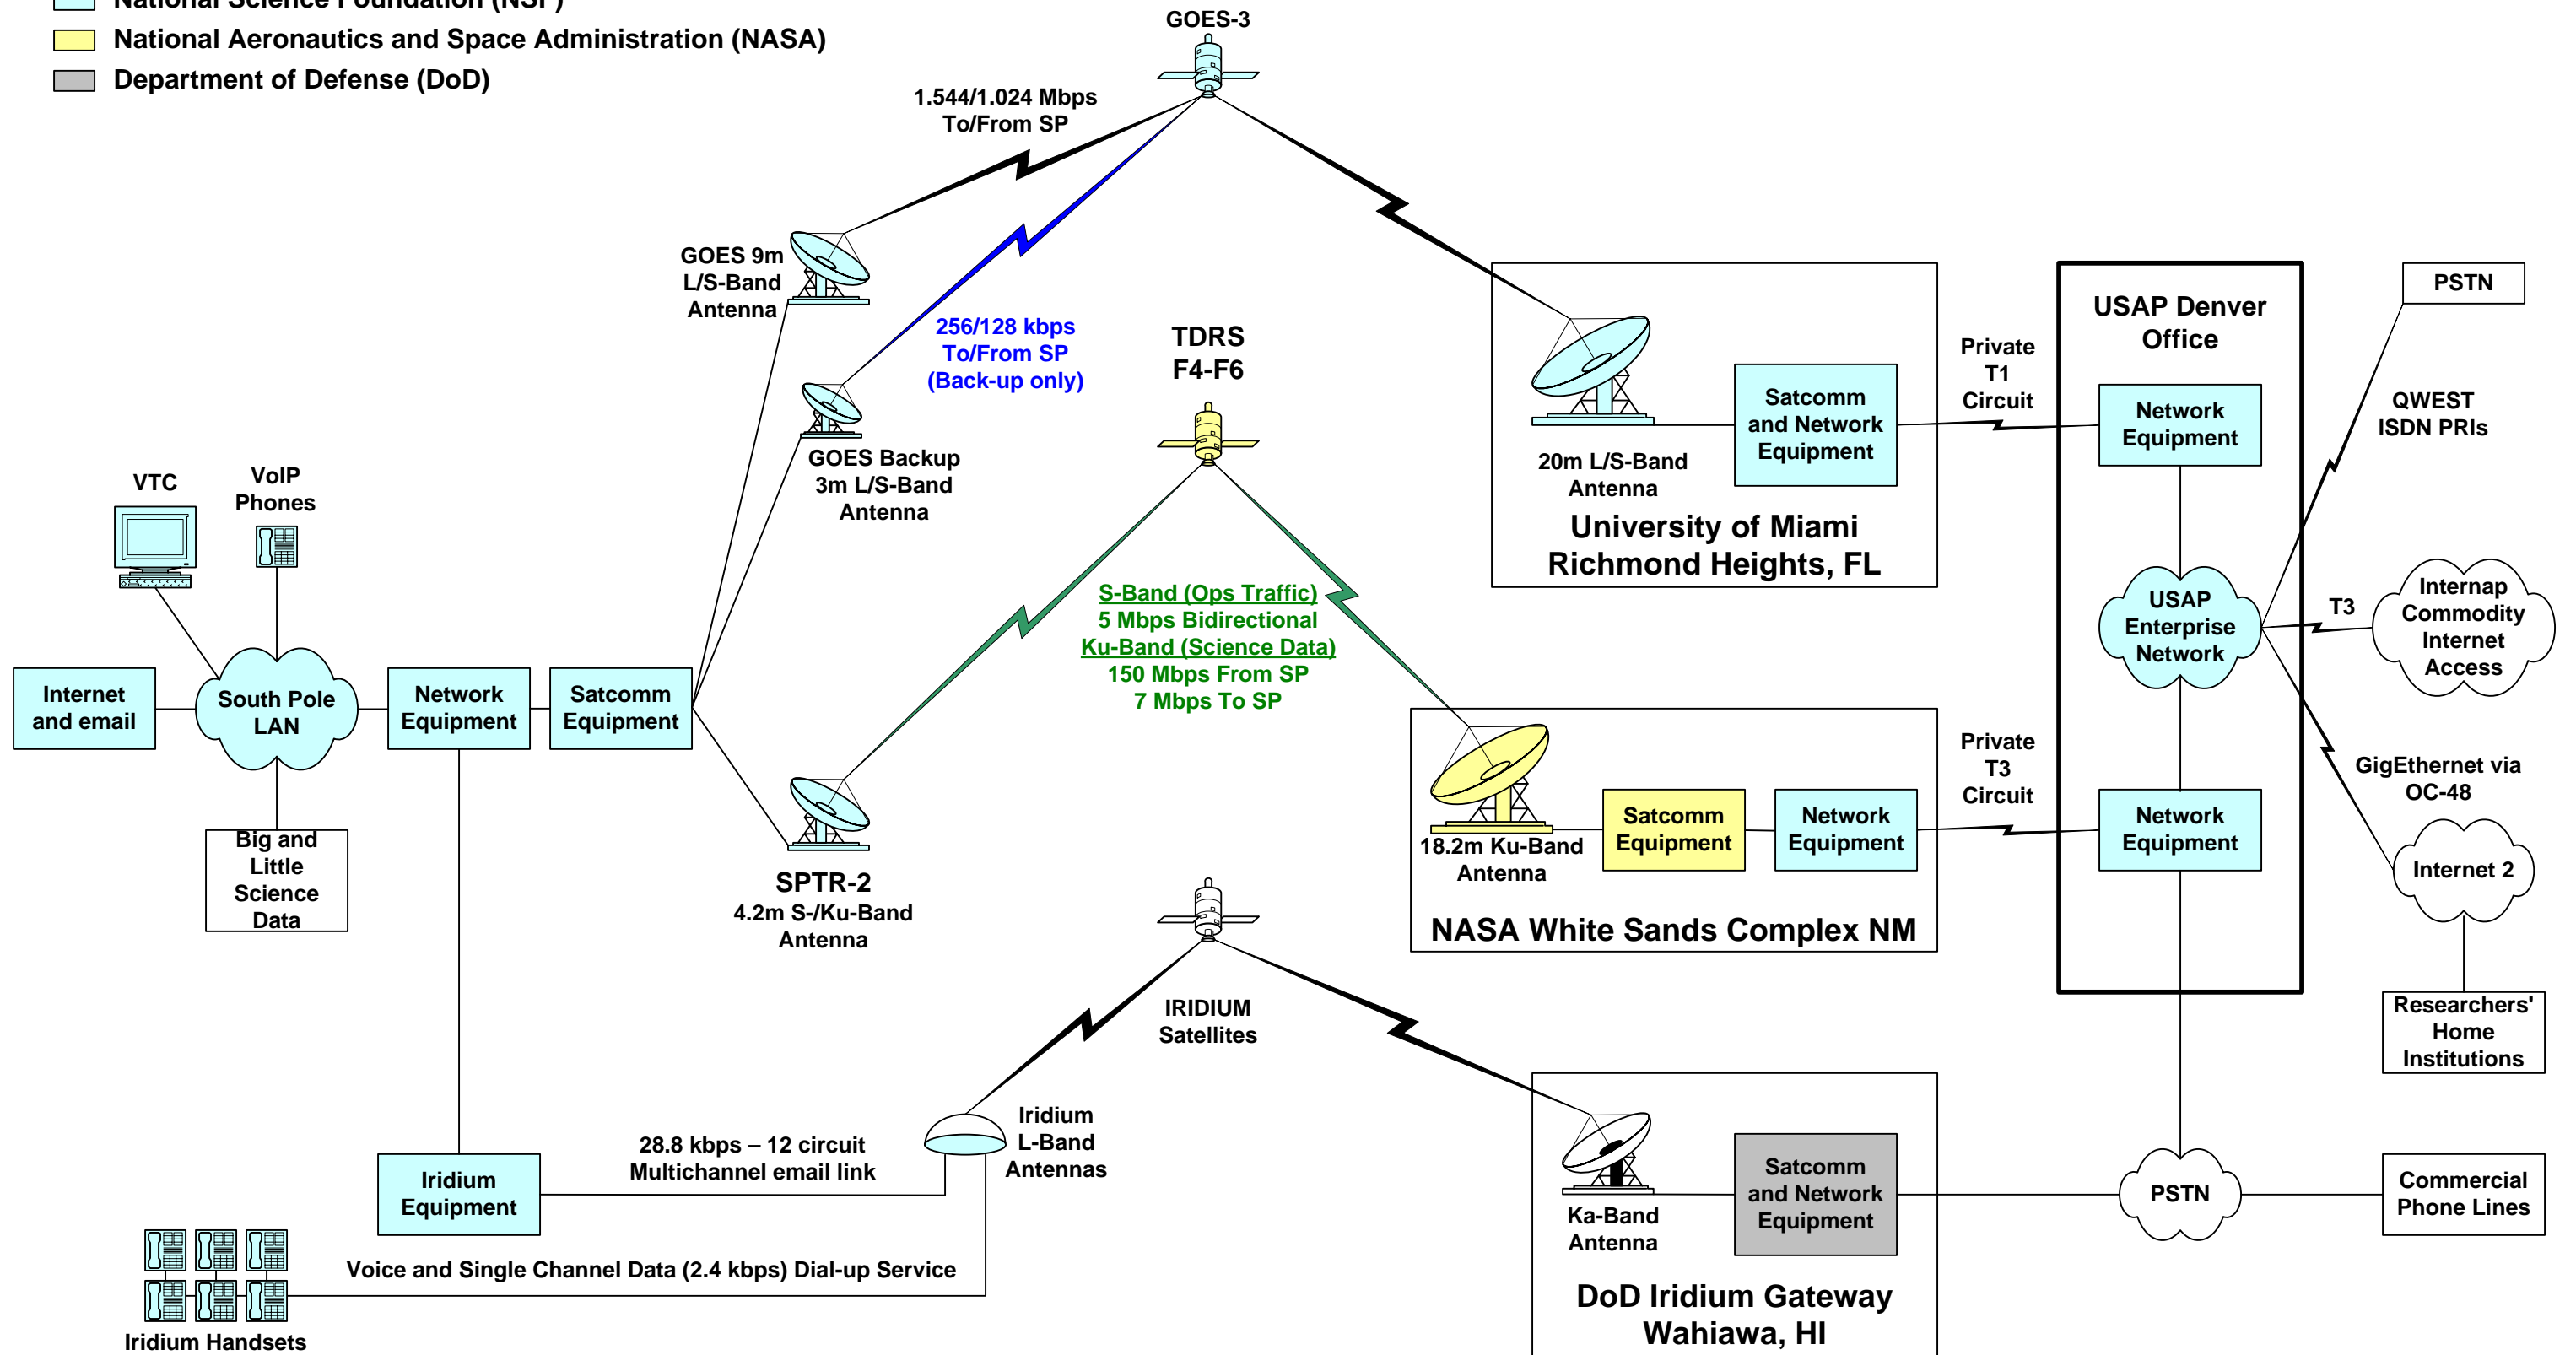 National Science Foundation (NSF)
National Aeronautics and Space Administration (NASA)
Department of Defense (DoD)
GOES-3
1.544/1.024 Mbps
To/From SP
GOES 9m
L/S-Band
Antenna
256/128 kbps
To/From SP
(Back-up only)
GOES Backup
3m L/S-Band
Antenna
TDRS
F4-F6
S-Band (Ops Traffic)
5 Mbps Bidirectional
Ku-Band (Science Data)
150 Mbps From SP
7 Mbps To SP
VTC
VoIP
Phones
Internet
and email
South Pole
LAN
Network
Equipment
Satcomm
Equipment
Big and
Little
Science
Data
SPTR-2
4.2m S-/Ku-Band
Antenna
IRIDIUM
Satellites
Iridium
L-Band
Antennas
28.8 kbps – 12 circuit
Multichannel email link
Iridium
Equipment
Voice and Single Channel Data (2.4 kbps) Dial-up Service
Iridium Handsets
20m L/S-Band
Antenna
Satcomm
and Network
Equipment
University of Miami
Richmond Heights, FL
Private
T1
Circuit
USAP Denver
Office
Network
Equipment
USAP
Enterprise
Network
Network
Equipment
PSTN
QWEST
ISDN PRIs
T3
Internap
Commodity
Internet
Access
GigEthernet via
OC-48
Internet 2
Researchers'
Home
Institutions
18.2m Ku-Band
Antenna
Satcomm
Equipment
Network
Equipment
NASA White Sands Complex NM
Private
T3
Circuit
Ka-Band
Antenna
Satcomm
and Network
Equipment
DoD Iridium Gateway
Wahiawa, HI
PSTN
Commercial
Phone Lines